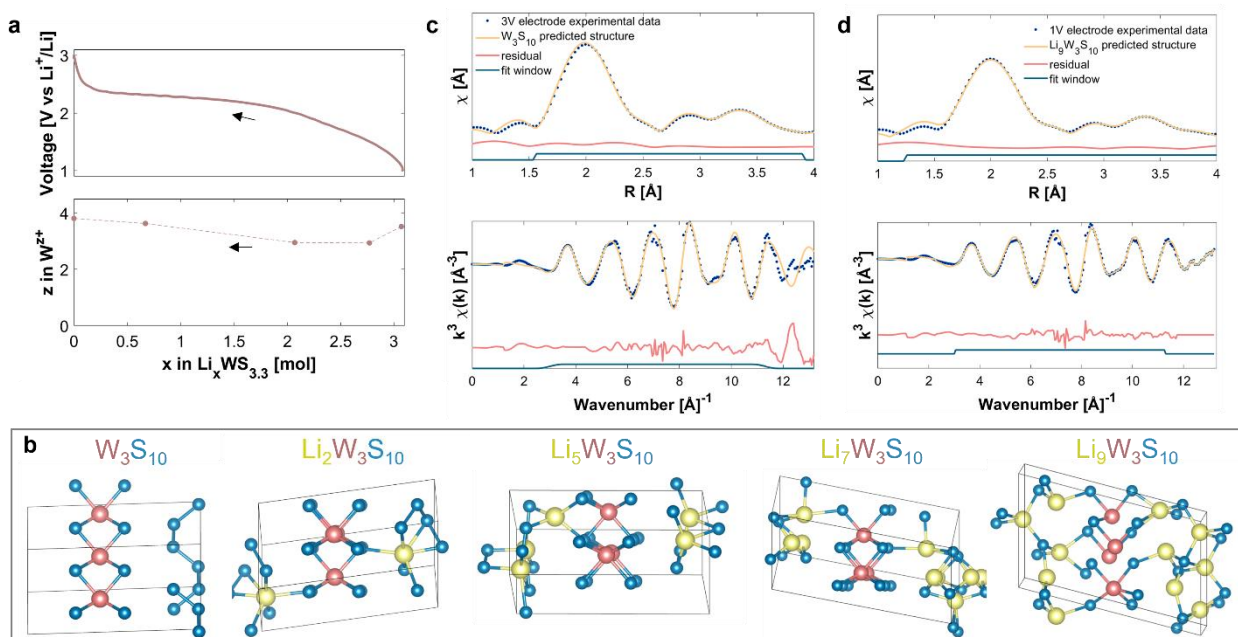 a
Voltage [V vs Li⁺/Li]
3
2
1
z in Wᶻ⁺
4
2
0
0 0.5 1 1.5 2 2.5 3
x in LiₓWS₃.₃ [mol]
c
3V electrode experimental data
W₃S₁₀ predicted structure
residual
fit window
χ [Å]
1 1.5 2 2.5 3 3.5 4
R [Å]
k³ χ(k) [Å⁻³]
0 2 4 6 8 10 12
Wavenumber [Å]⁻¹
d
1V electrode experimental data
Li₉W₃S₁₀ predicted structure
residual
fit window
χ [Å]
1 1.5 2 2.5 3 3.5 4
R [Å]
k³ χ(k) [Å⁻³]
0 2 4 6 8 10 12
Wavenumber [Å]⁻¹
b
W₃S₁₀ Li₂W₃S₁₀ Li₅W₃S₁₀ Li₇W₃S₁₀ Li₉W₃S₁₀